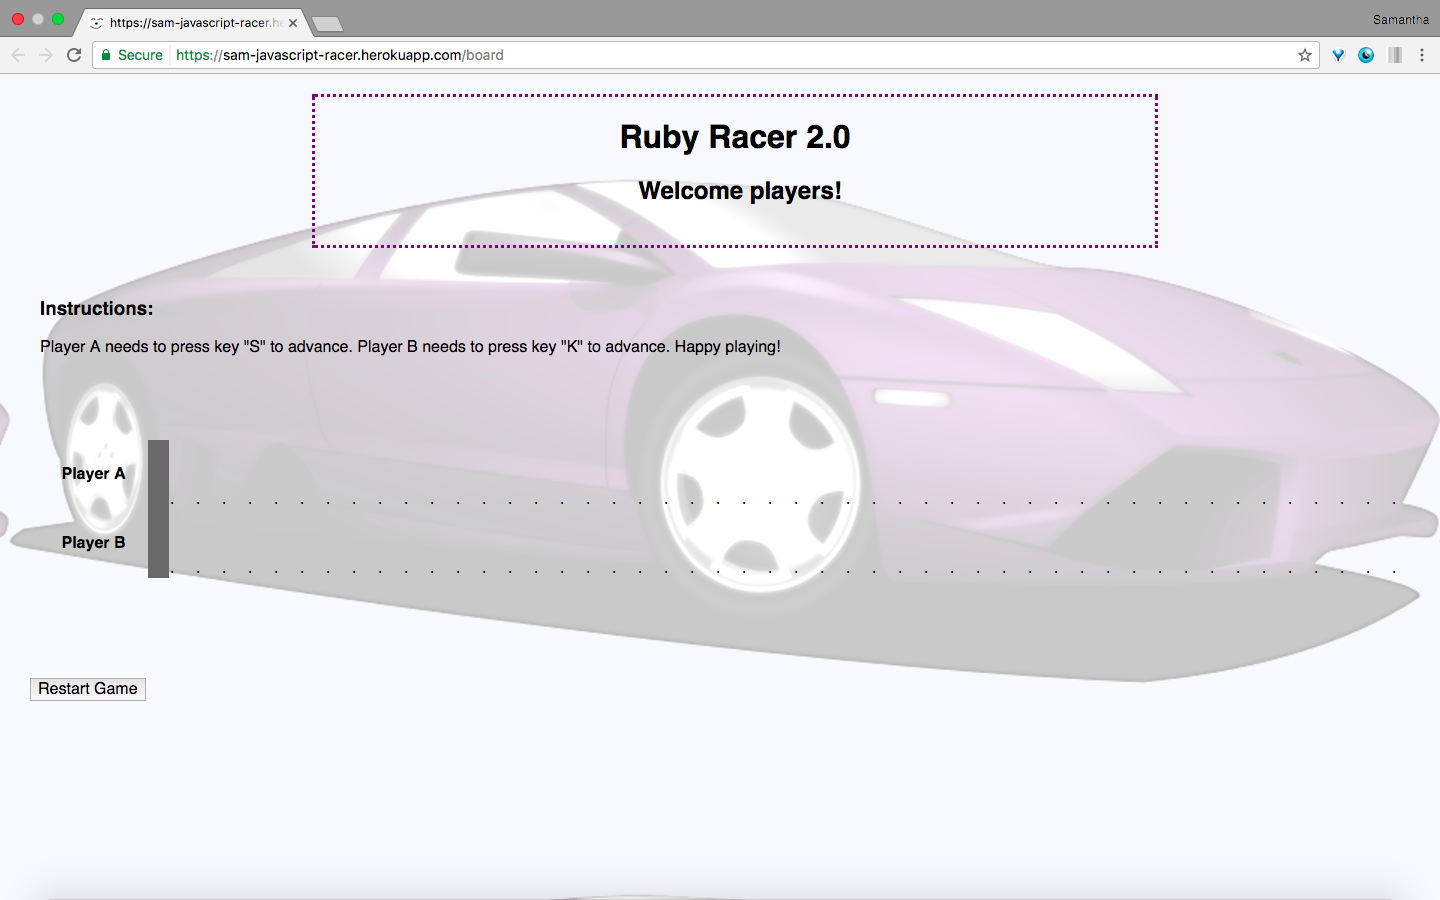 https://sam-javascript-racer.he
Samantha
Secure
https://sam-javascript-racer.herokuapp.com/board
Ruby Racer 2.0
Welcome players!
Instructions:
Player A needs to press key "S" to advance. Player B needs to press key "K" to advance. Happy playing!
Player A
Player B
Restart Game